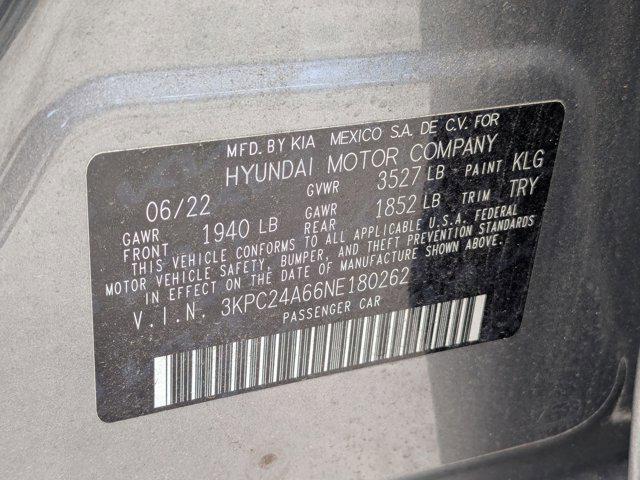 MFD. BY KIA MEXICO S.A. DE C.V. FOR
HYUNDAI MOTOR COMPANY
06/22 GVWR 3527 LB PAINT KLG
GAWR FRONT 1940 LB GAWR REAR 1852 LB TRIM TRY
THIS VEHICLE CONFORMS TO ALL APPLICABLE U.S.A. FEDERAL
MOTOR VEHICLE SAFETY, BUMPER, AND THEFT PREVENTION STANDARDS
IN EFFECT ON THE DATE OF MANUFACTURE SHOWN ABOVE.
V.I.N. 3KPC24A66NE180262
PASSENGER CAR